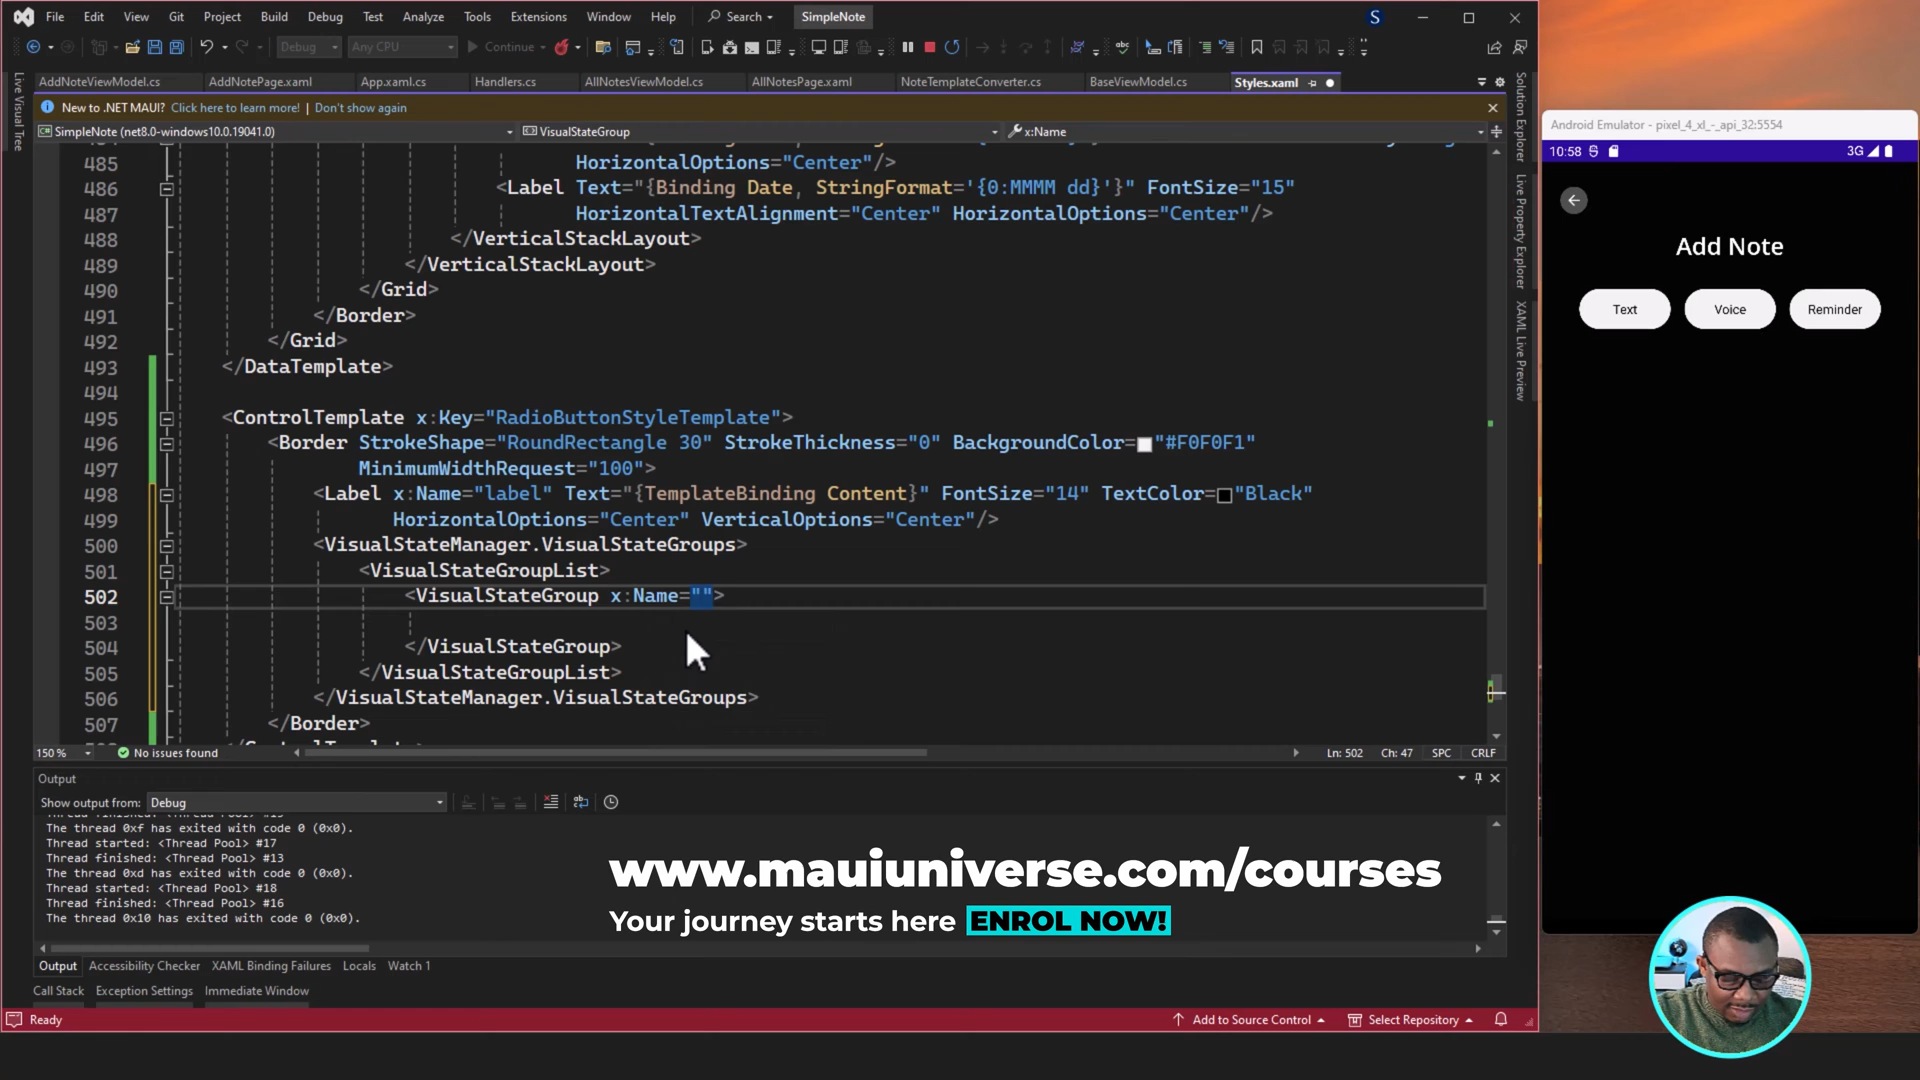 File Edit View Git Project Build Debug Test Analyze Tools Extensions Window Help Search SimpleNote S
Debug Any CPU Continue
AddNoteViewModel.cs AddNotePage.xaml App.xaml.cs Handlers.cs AllNotesViewModel.cs AllNotesPage.xaml NoteTemplateConverter.cs BaseViewModel.cs Styles.xaml
New to .NET MAUI? Click here to learn more! | Don't show again
SimpleNote (net8.0-windows10.0.19041.0) VisualStateGroup x:Name
485 HorizontalOptions="Center"/>
486 <Label Text="{Binding Date, StringFormat='{0:MMMM dd}'}" FontSize="15"
487 HorizontalTextAlignment="Center" HorizontalOptions="Center"/>
488 </VerticalStackLayout>
489 </VerticalStackLayout>
490 </Grid>
491 </Border>
492 </Grid>
493 </DataTemplate>
494
495 <ControlTemplate x:Key="RadioButtonStyleTemplate">
496 <Border StrokeShape="RoundRectangle 30" StrokeThickness="0" BackgroundColor="#F0F0F1"
497 MinimumWidthRequest="100">
498 <Label x:Name="label" Text="{TemplateBinding Content}" FontSize="14" TextColor="Black"
499 HorizontalOptions="Center" VerticalOptions="Center"/>
500 <VisualStateManager.VisualStateGroups>
501 <VisualStateGroupList>
502 <VisualStateGroup x:Name="">
503
504 </VisualStateGroup>
505 </VisualStateGroupList>
506 </VisualStateManager.VisualStateGroups>
507 </Border>
150 % No issues found Ln: 502 Ch: 47 SPC CRLF
Output
Show output from: Debug
The thread 0xf has exited with code 0 (0x0).
Thread started: <Thread Pool> #17
Thread finished: <Thread Pool> #13
The thread 0xd has exited with code 0 (0x0).
Thread started: <Thread Pool> #18
Thread finished: <Thread Pool> #16
The thread 0x10 has exited with code 0 (0x0).
Output Accessibility Checker XAML Binding Failures Locals Watch 1
Call Stack Exception Settings Immediate Window
Ready Add to Source Control Select Repository
Live Visual Tree
Solution Explorer
Live Property Explorer
XAML Live Preview
www.mauiuniverse.com/courses
Your journey starts here ENROL NOW!
Android Emulator - pixel_4_xl_-_api_32:5554
10:58 3G
Add Note
Text Voice Reminder